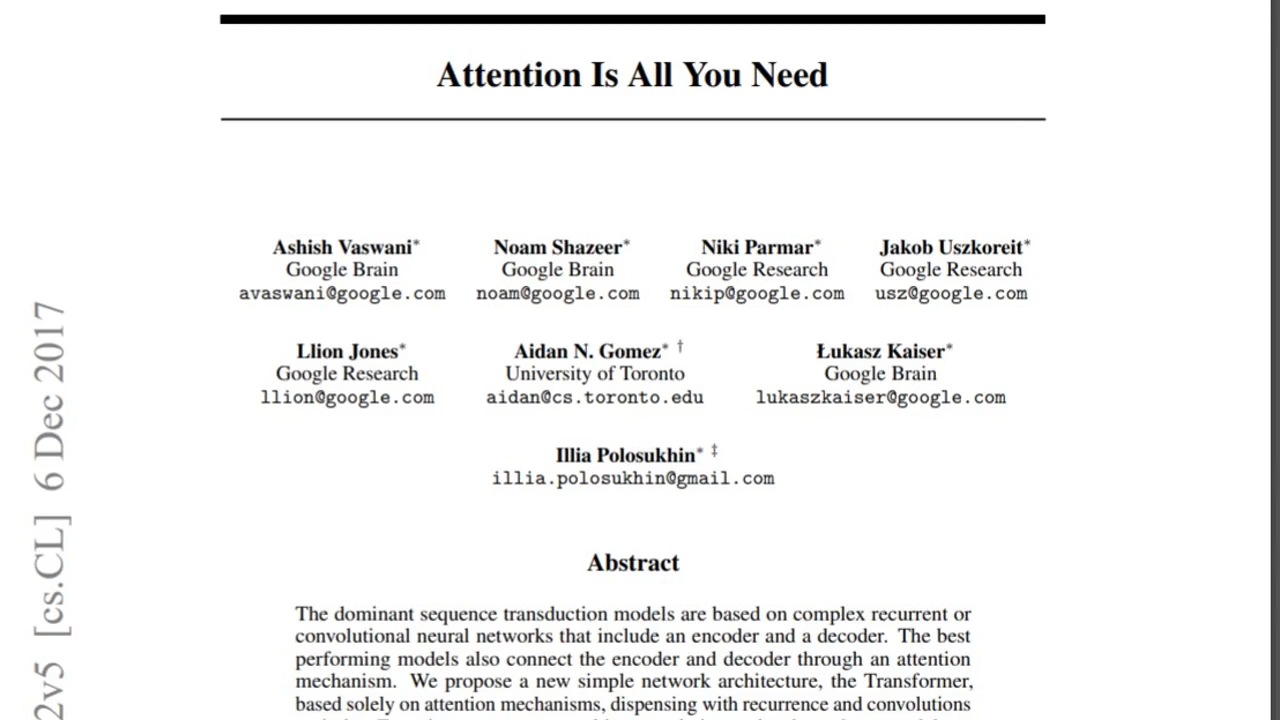 Attention Is All You Need
Ashish Vaswani* Noam Shazeer* Niki Parmar* Jakob Uszkoreit*
Google Brain Google Brain Google Research Google Research
avaswani@google.com noam@google.com nikip@google.com usz@google.com
Llion Jones* Aidan N. Gomez* † Łukasz Kaiser*
Google Research University of Toronto Google Brain
llion@google.com aidan@cs.toronto.edu lukaszkaiser@google.com
Illia Polosukhin* ‡
illia.polosukhin@gmail.com
Abstract
The dominant sequence transduction models are based on complex recurrent or
convolutional neural networks that include an encoder and a decoder. The best
performing models also connect the encoder and decoder through an attention
mechanism. We propose a new simple network architecture, the Transformer,
based solely on attention mechanisms, dispensing with recurrence and convolutions
2v5 [cs.CL] 6 Dec 2017